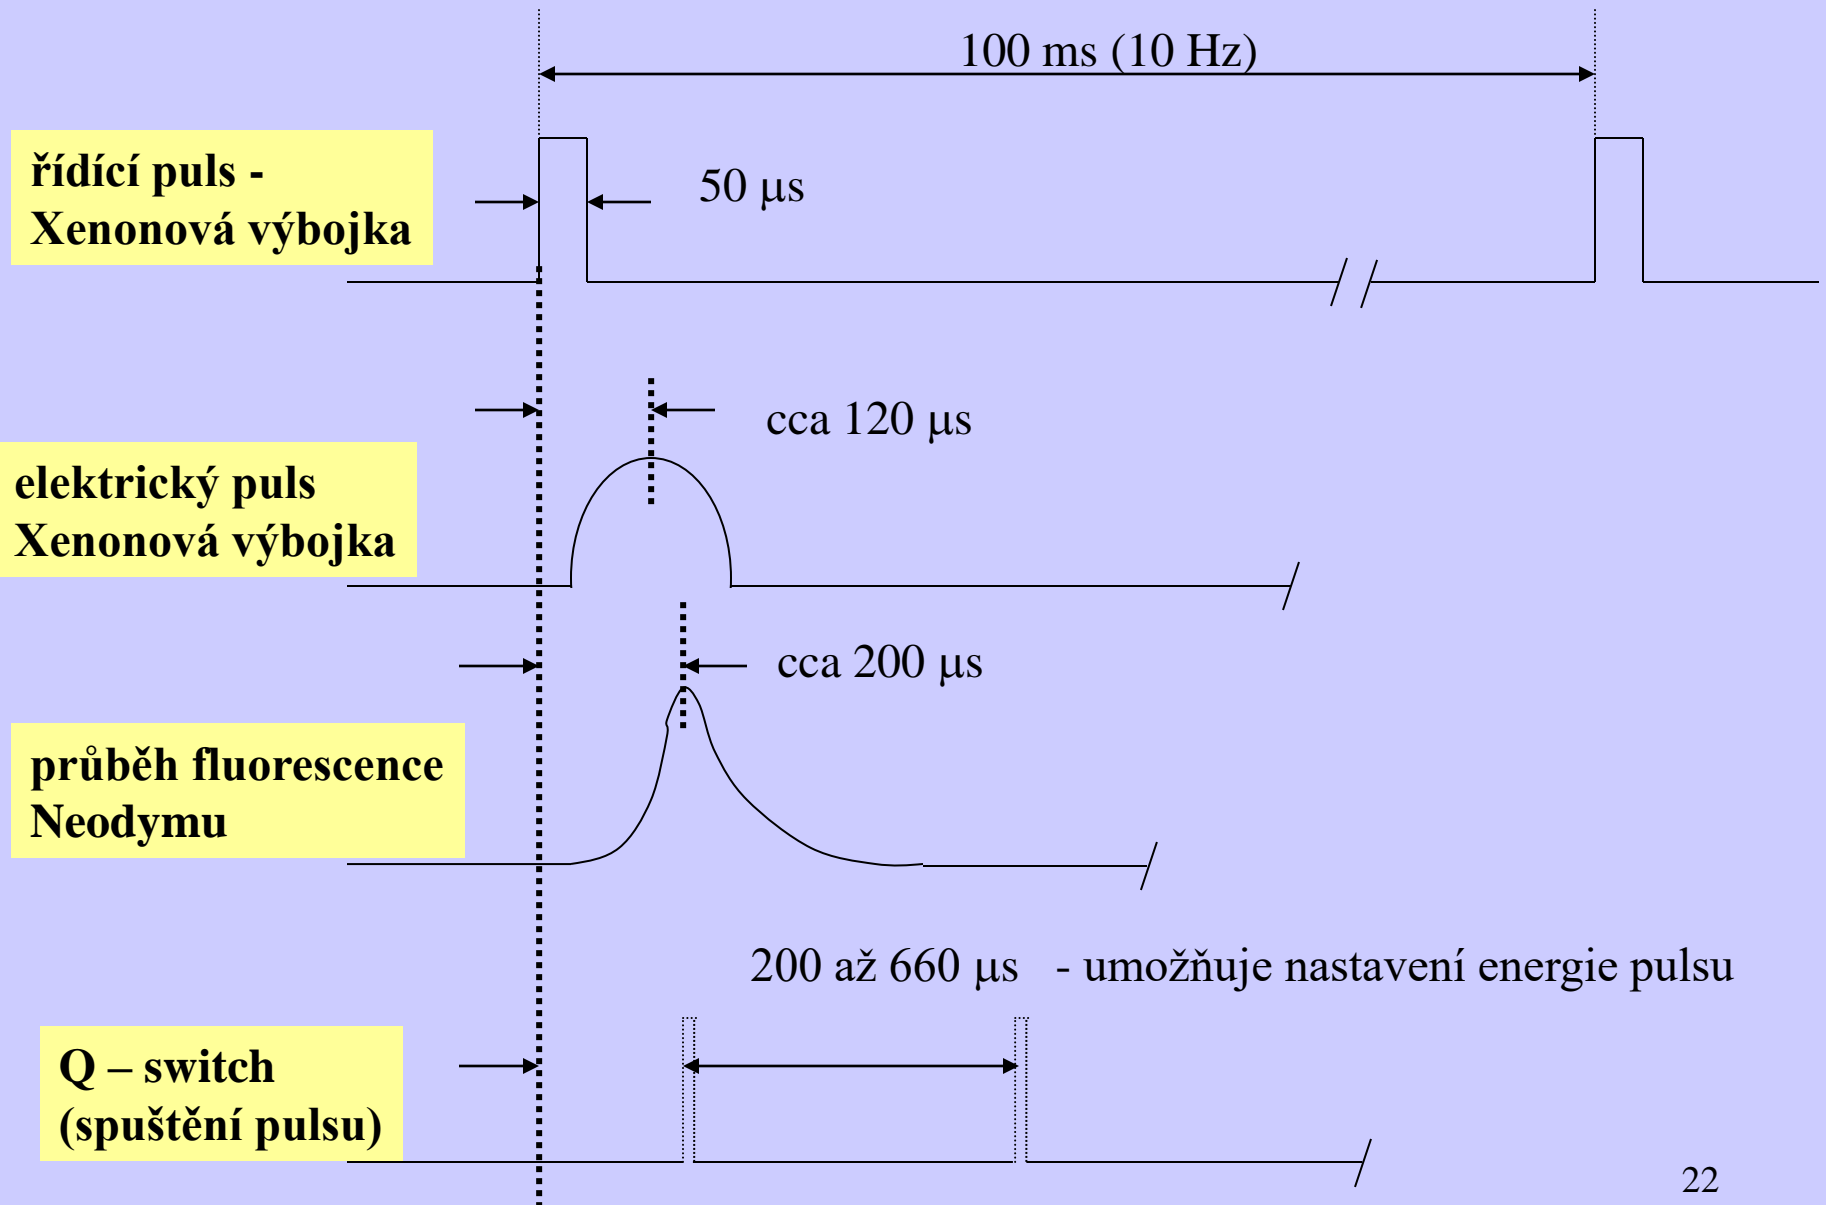 100 ms (10 Hz)
řídící puls -
Xenonová výbojka
50 μs
cca 120 μs
elektrický puls
Xenonová výbojka
cca 200 μs
průběh fluorescence
Neodymu
200 až 660 μs - umožňuje nastavení energie pulsu
Q – switch
(spuštění pulsu)
22